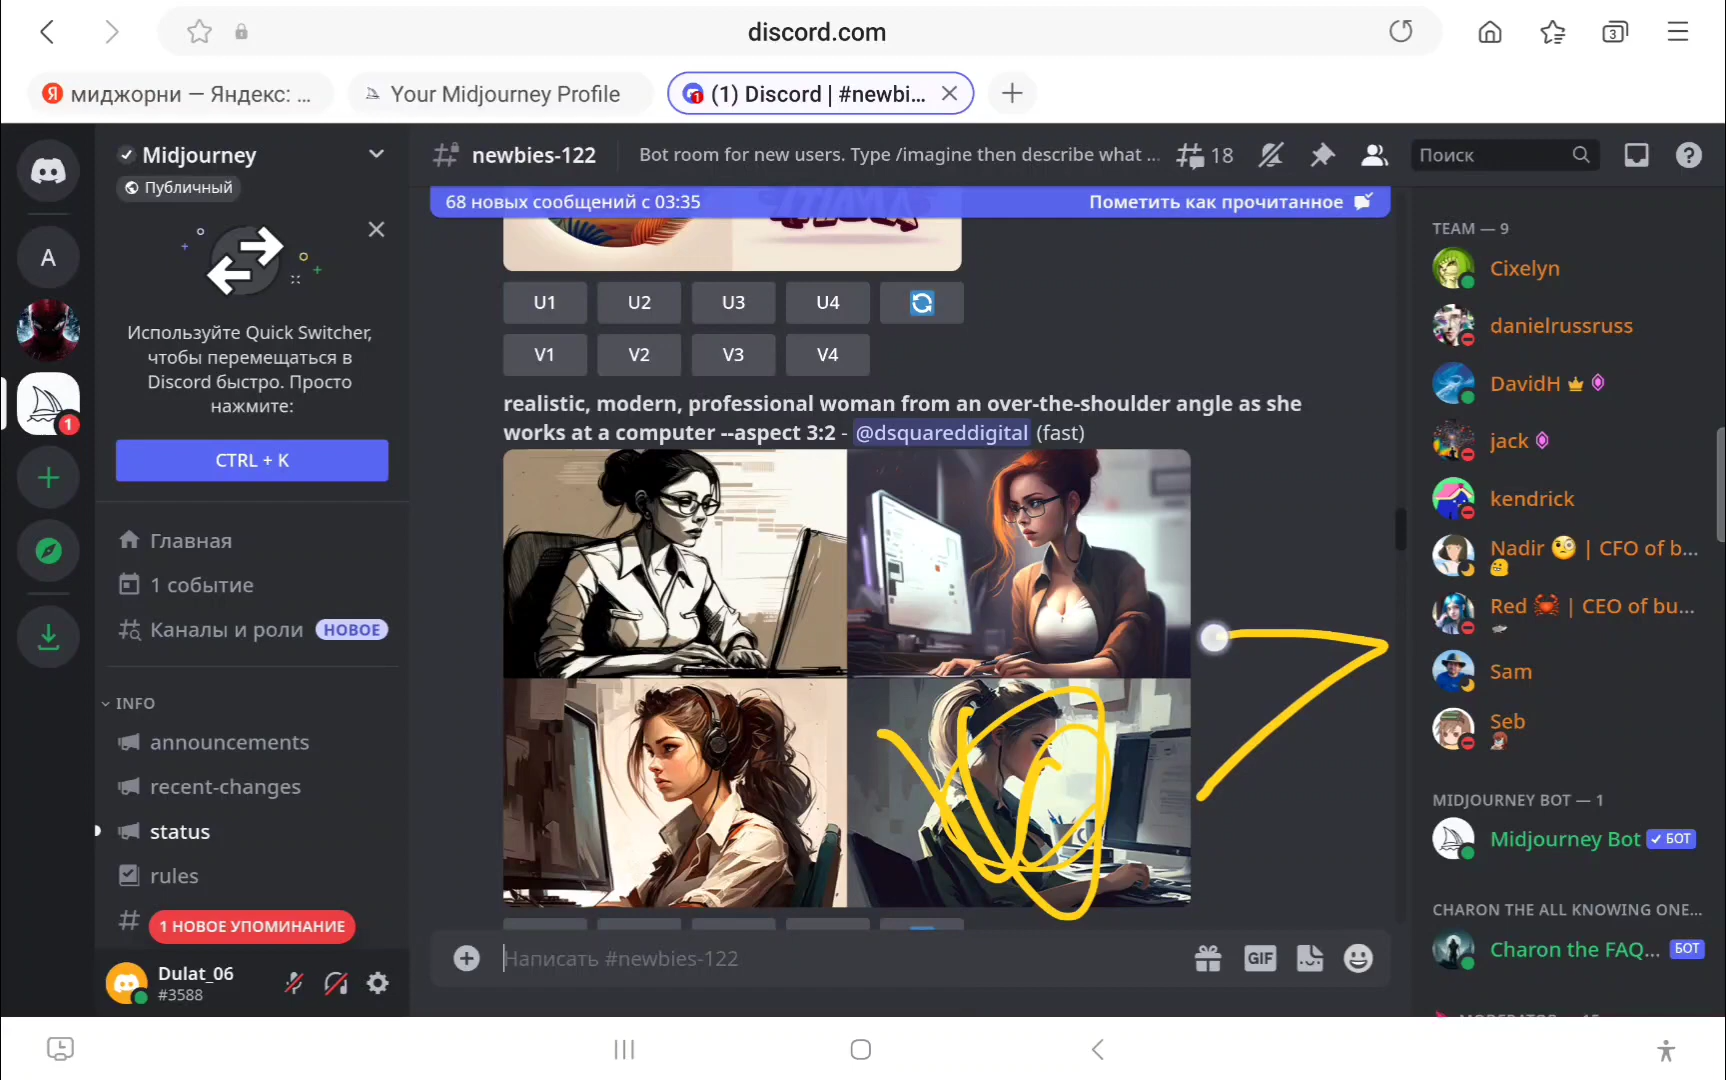 discord.com
3
миджорни — Яндекс: ...
Your Midjourney Profile
(1) Discord | #newbi...
Midjourney
Публичный
A
1
Используйте Quick Switcher,
чтобы перемещаться в
Discord быстро. Просто
нажмите:
CTRL + K
Главная
1 событие
Каналы и роли НОВОЕ
INFO
announcements
recent-changes
status
rules
1 НОВОЕ УПОМИНАНИЕ
Dulat_06
#3588
newbies-122
Bot room for new users. Type /imagine then describe what ...
18
Поиск
68 новых сообщений с 03:35
Пометить как прочитанное
U1 U2 U3 U4
V1 V2 V3 V4
realistic, modern, professional woman from an over-the-shoulder angle as she
works at a computer --aspect 3:2 - @dsquareddigital (fast)
Написать #newbies-122
GIF
TEAM — 9
Cixelyn
danielrussruss
DavidH
jack
kendrick
Nadir 🧐 | CFO of b...
Red 🦀 | CEO of bu...
Sam
Seb
MIDJOURNEY BOT — 1
Midjourney Bot БОТ
CHARON THE ALL KNOWING ONE...
Charon the FAQ... БОТ